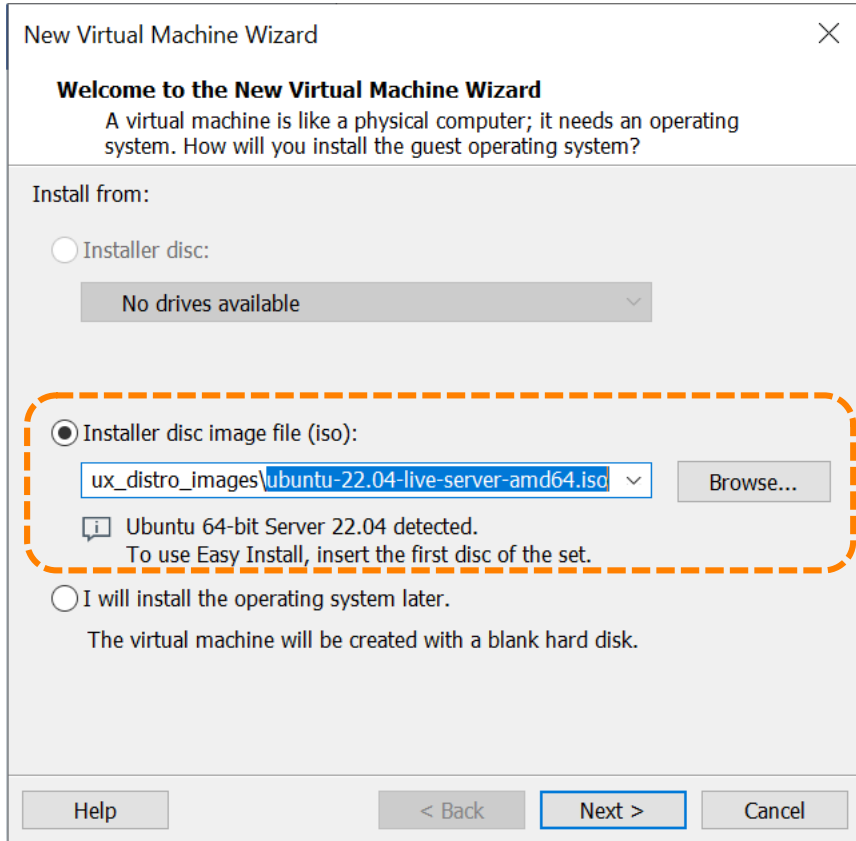 New Virtual Machine Wizard
Welcome to the New Virtual Machine Wizard
A virtual machine is like a physical computer; it needs an operating
system. How will you install the guest operating system?
Install from:
Installer disc:
No drives available
Installer disc image file (iso):
ux_distro_images\ubuntu-22.04-live-server-amd64.iso
Browse...
Ubuntu 64-bit Server 22.04 detected.
To use Easy Install, insert the first disc of the set.
I will install the operating system later.
The virtual machine will be created with a blank hard disk.
Help
< Back
Next >
Cancel